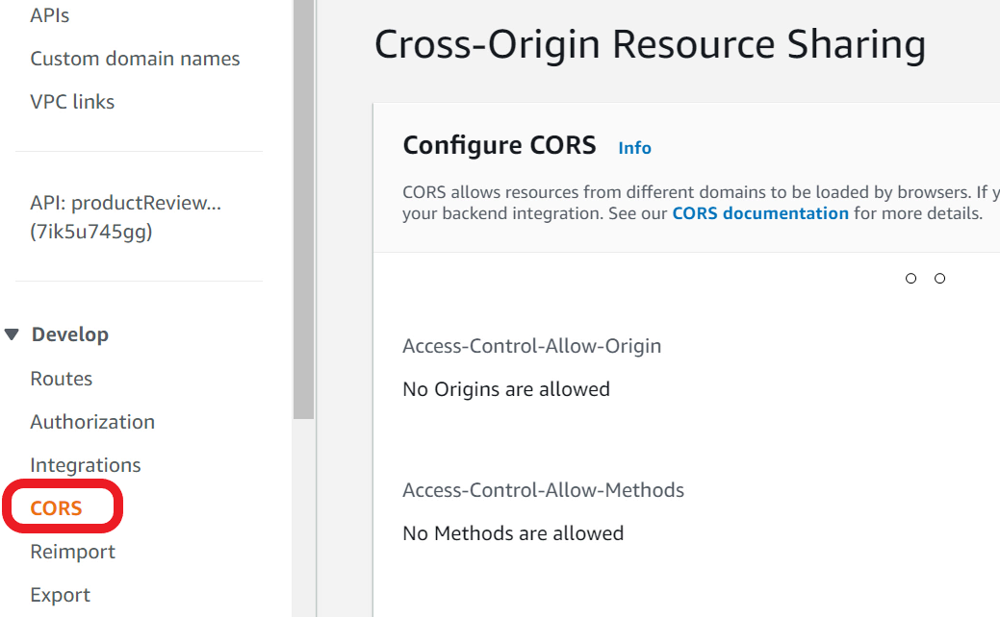 APIs
Custom domain names
VPC links
API: productReview...
(7ik5u745gg)
Develop
Routes
Authorization
Integrations
CORS
Reimport
Export
Cross-Origin Resource Sharing
Configure CORS Info
CORS allows resources from different domains to be loaded by browsers. If y
your backend integration. See our CORS documentation for more details.
Access-Control-Allow-Origin
No Origins are allowed
Access-Control-Allow-Methods
No Methods are allowed